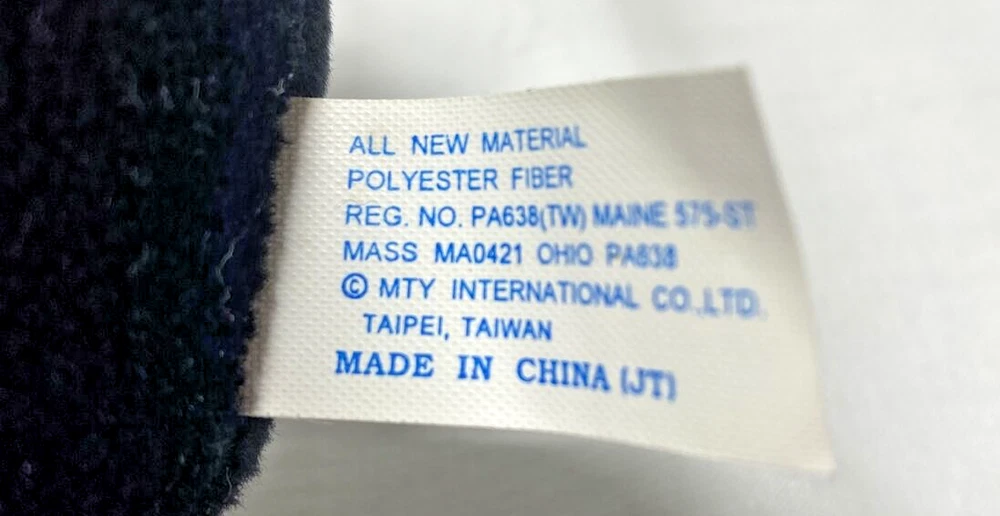 ALL NEW MATERIAL
POLYESTER FIBER
REG. NO. PA638(TW) MAINE 575-ST
MASS MA0421 OHIO PA638
© MTY INTERNATIONAL CO.,LTD.
TAIPEI, TAIWAN
MADE IN CHINA (JT)